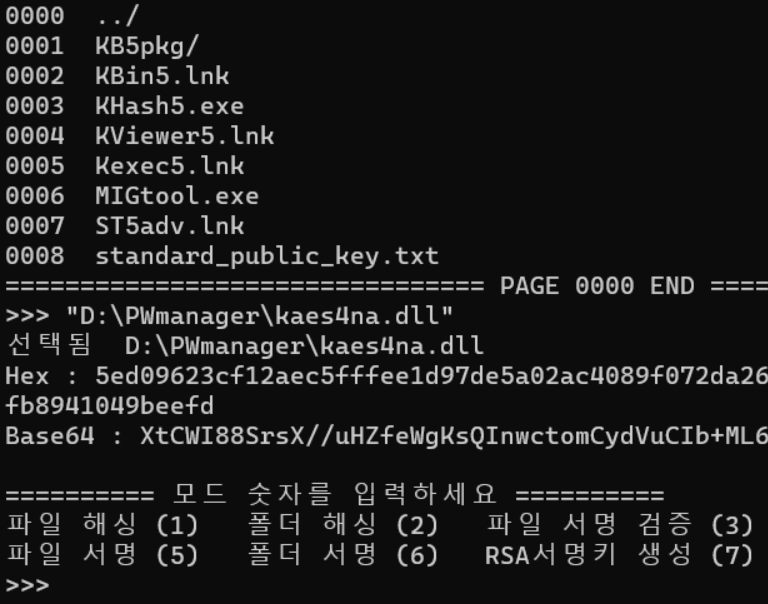 0000  ../
0001  KB5pkg/
0002  KBin5.lnk
0003  KHash5.exe
0004  KViewer5.lnk
0005  Kexec5.lnk
0006  MIGtool.exe
0007  ST5adv.lnk
0008  standard_public_key.txt
================================ PAGE 0000 END ====
>>> "D:\PWmanager\kaes4na.dll"
선택됨  D:\PWmanager\kaes4na.dll
Hex : 5ed09623cf12aec5fffee1d97de5a02ac4089f072da26
fb8941049beefd
Base64 : XtCWI88SrsX//uHZfeWgKsQInwctomCydVuCIb+ML6
========== 모드 숫자를 입력하세요 ==========
파일 해싱 (1)   폴더 해싱 (2)   파일 서명 검증 (3)
파일 서명 (5)   폴더 서명 (6)   RSA서명키 생성 (7)
>>>